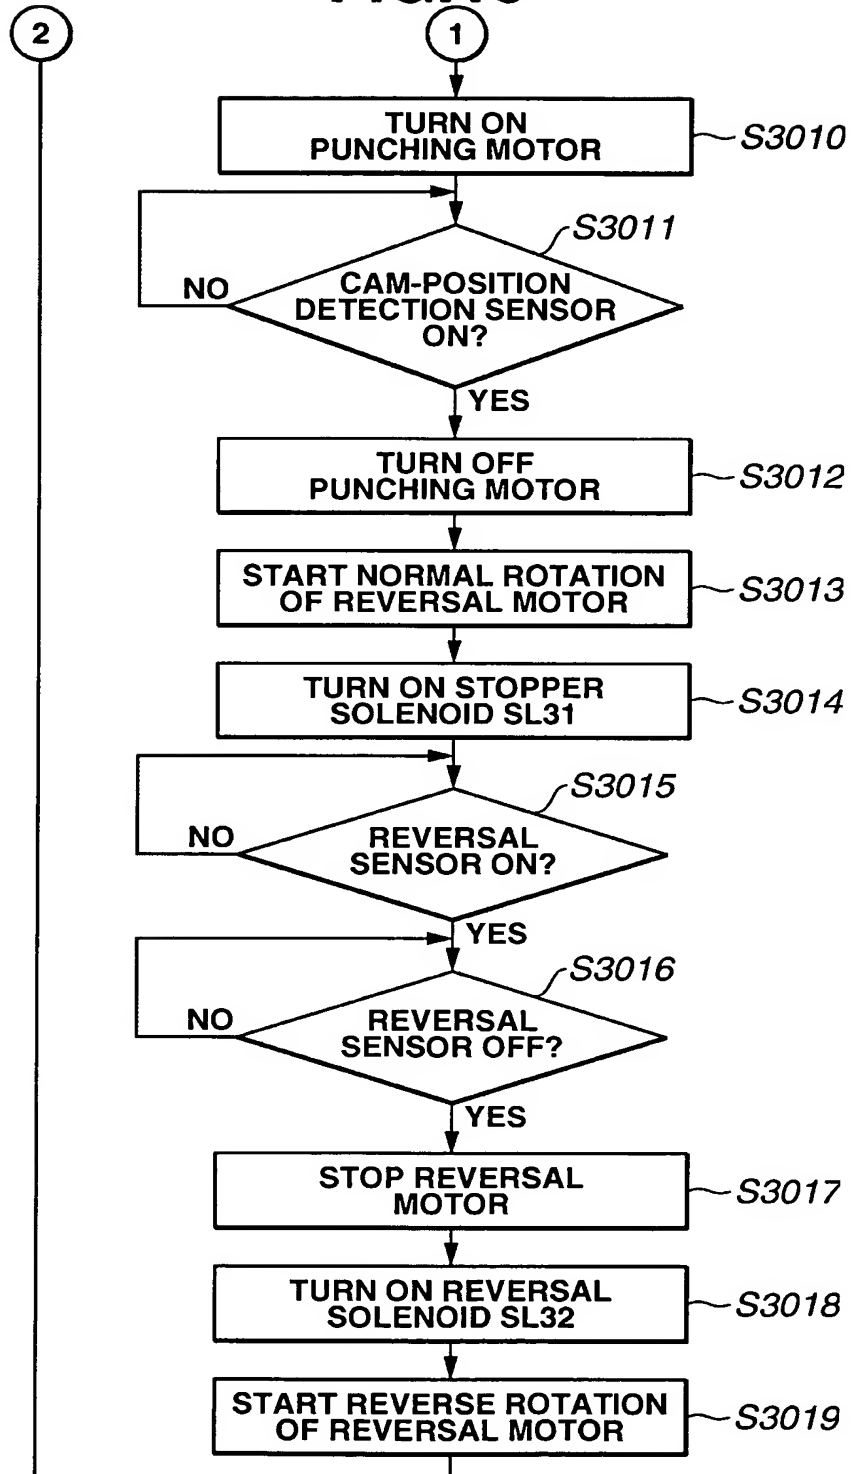 2
1
TURN ON
PUNCHING MOTOR
S3010
S3011
CAM-POSITION
DETECTION SENSOR
ON?
NO
YES
TURN OFF
PUNCHING MOTOR
S3012
START NORMAL ROTATION
OF REVERSAL MOTOR
S3013
TURN ON STOPPER
SOLENOID SL31
S3014
S3015
REVERSAL
SENSOR ON?
NO
YES
S3016
REVERSAL
SENSOR OFF?
NO
YES
STOP REVERSAL
MOTOR
S3017
TURN ON REVERSAL
SOLENOID SL32
S3018
START REVERSE ROTATION
OF REVERSAL MOTOR
S3019